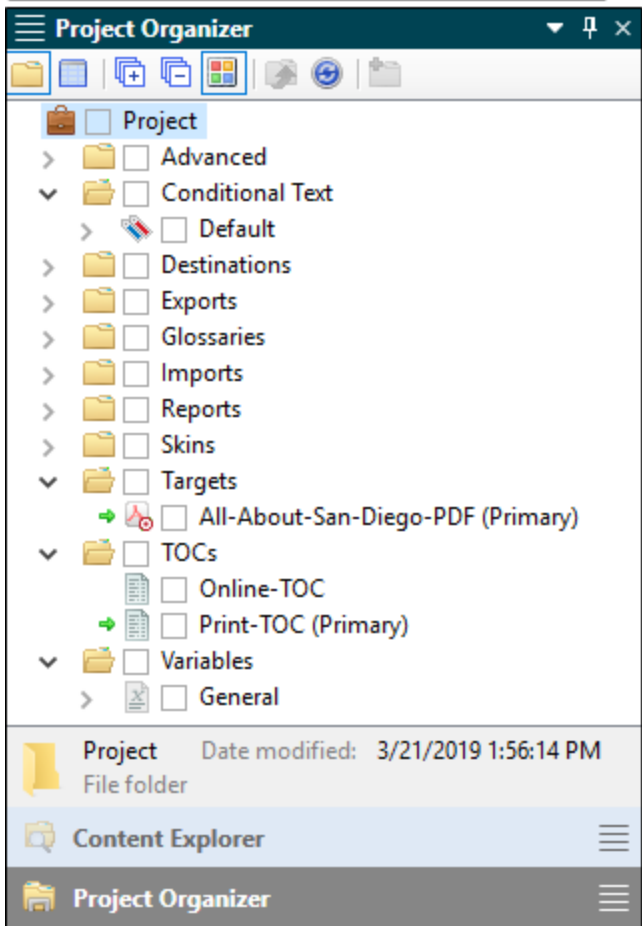 Project Organizer
Project
Advanced
Conditional Text
Default
Destinations
Exports
Glossaries
Imports
Reports
Skins
Targets
All-About-San-Diego-PDF (Primary)
TOCs
Online-TOC
Print-TOC (Primary)
Variables
General
Project Date modified: 3/21/2019 1:56:14 PM
File folder
Content Explorer
Project Organizer